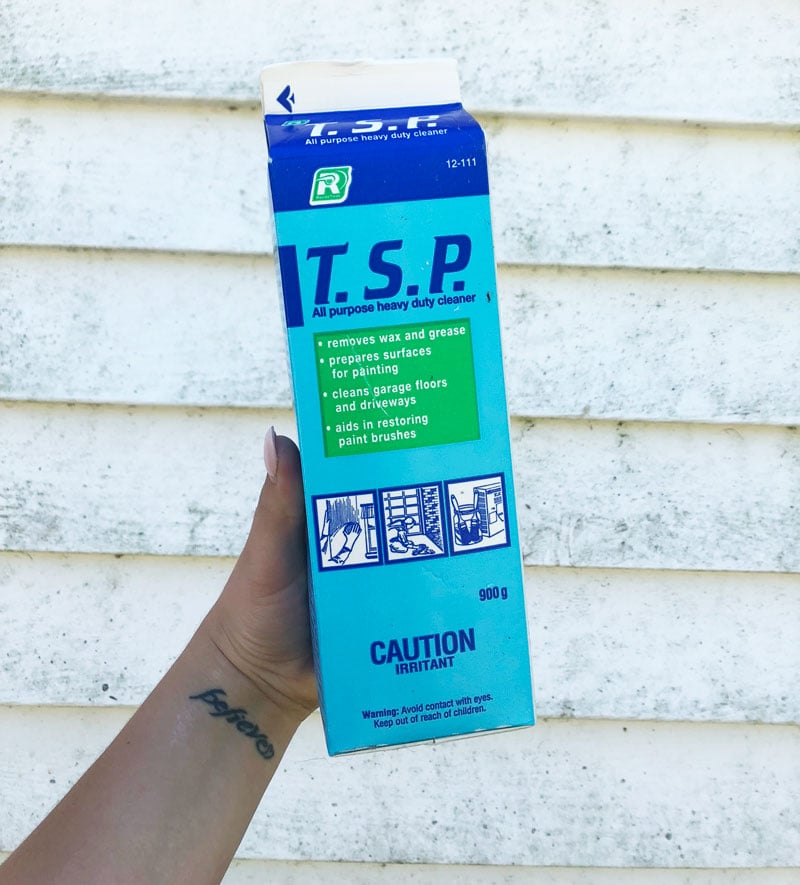 T.S.P.
All purpose heavy duty cleaner
12-111
R
T.S.P.
All purpose heavy duty cleaner
• removes wax and grease
• prepares surfaces
for painting
• cleans garage floors
and driveways
• aids in restoring
paint brushes
900 g
CAUTION
IRRITANT
Warning: Avoid contact with eyes.
Keep out of reach of children.
believe